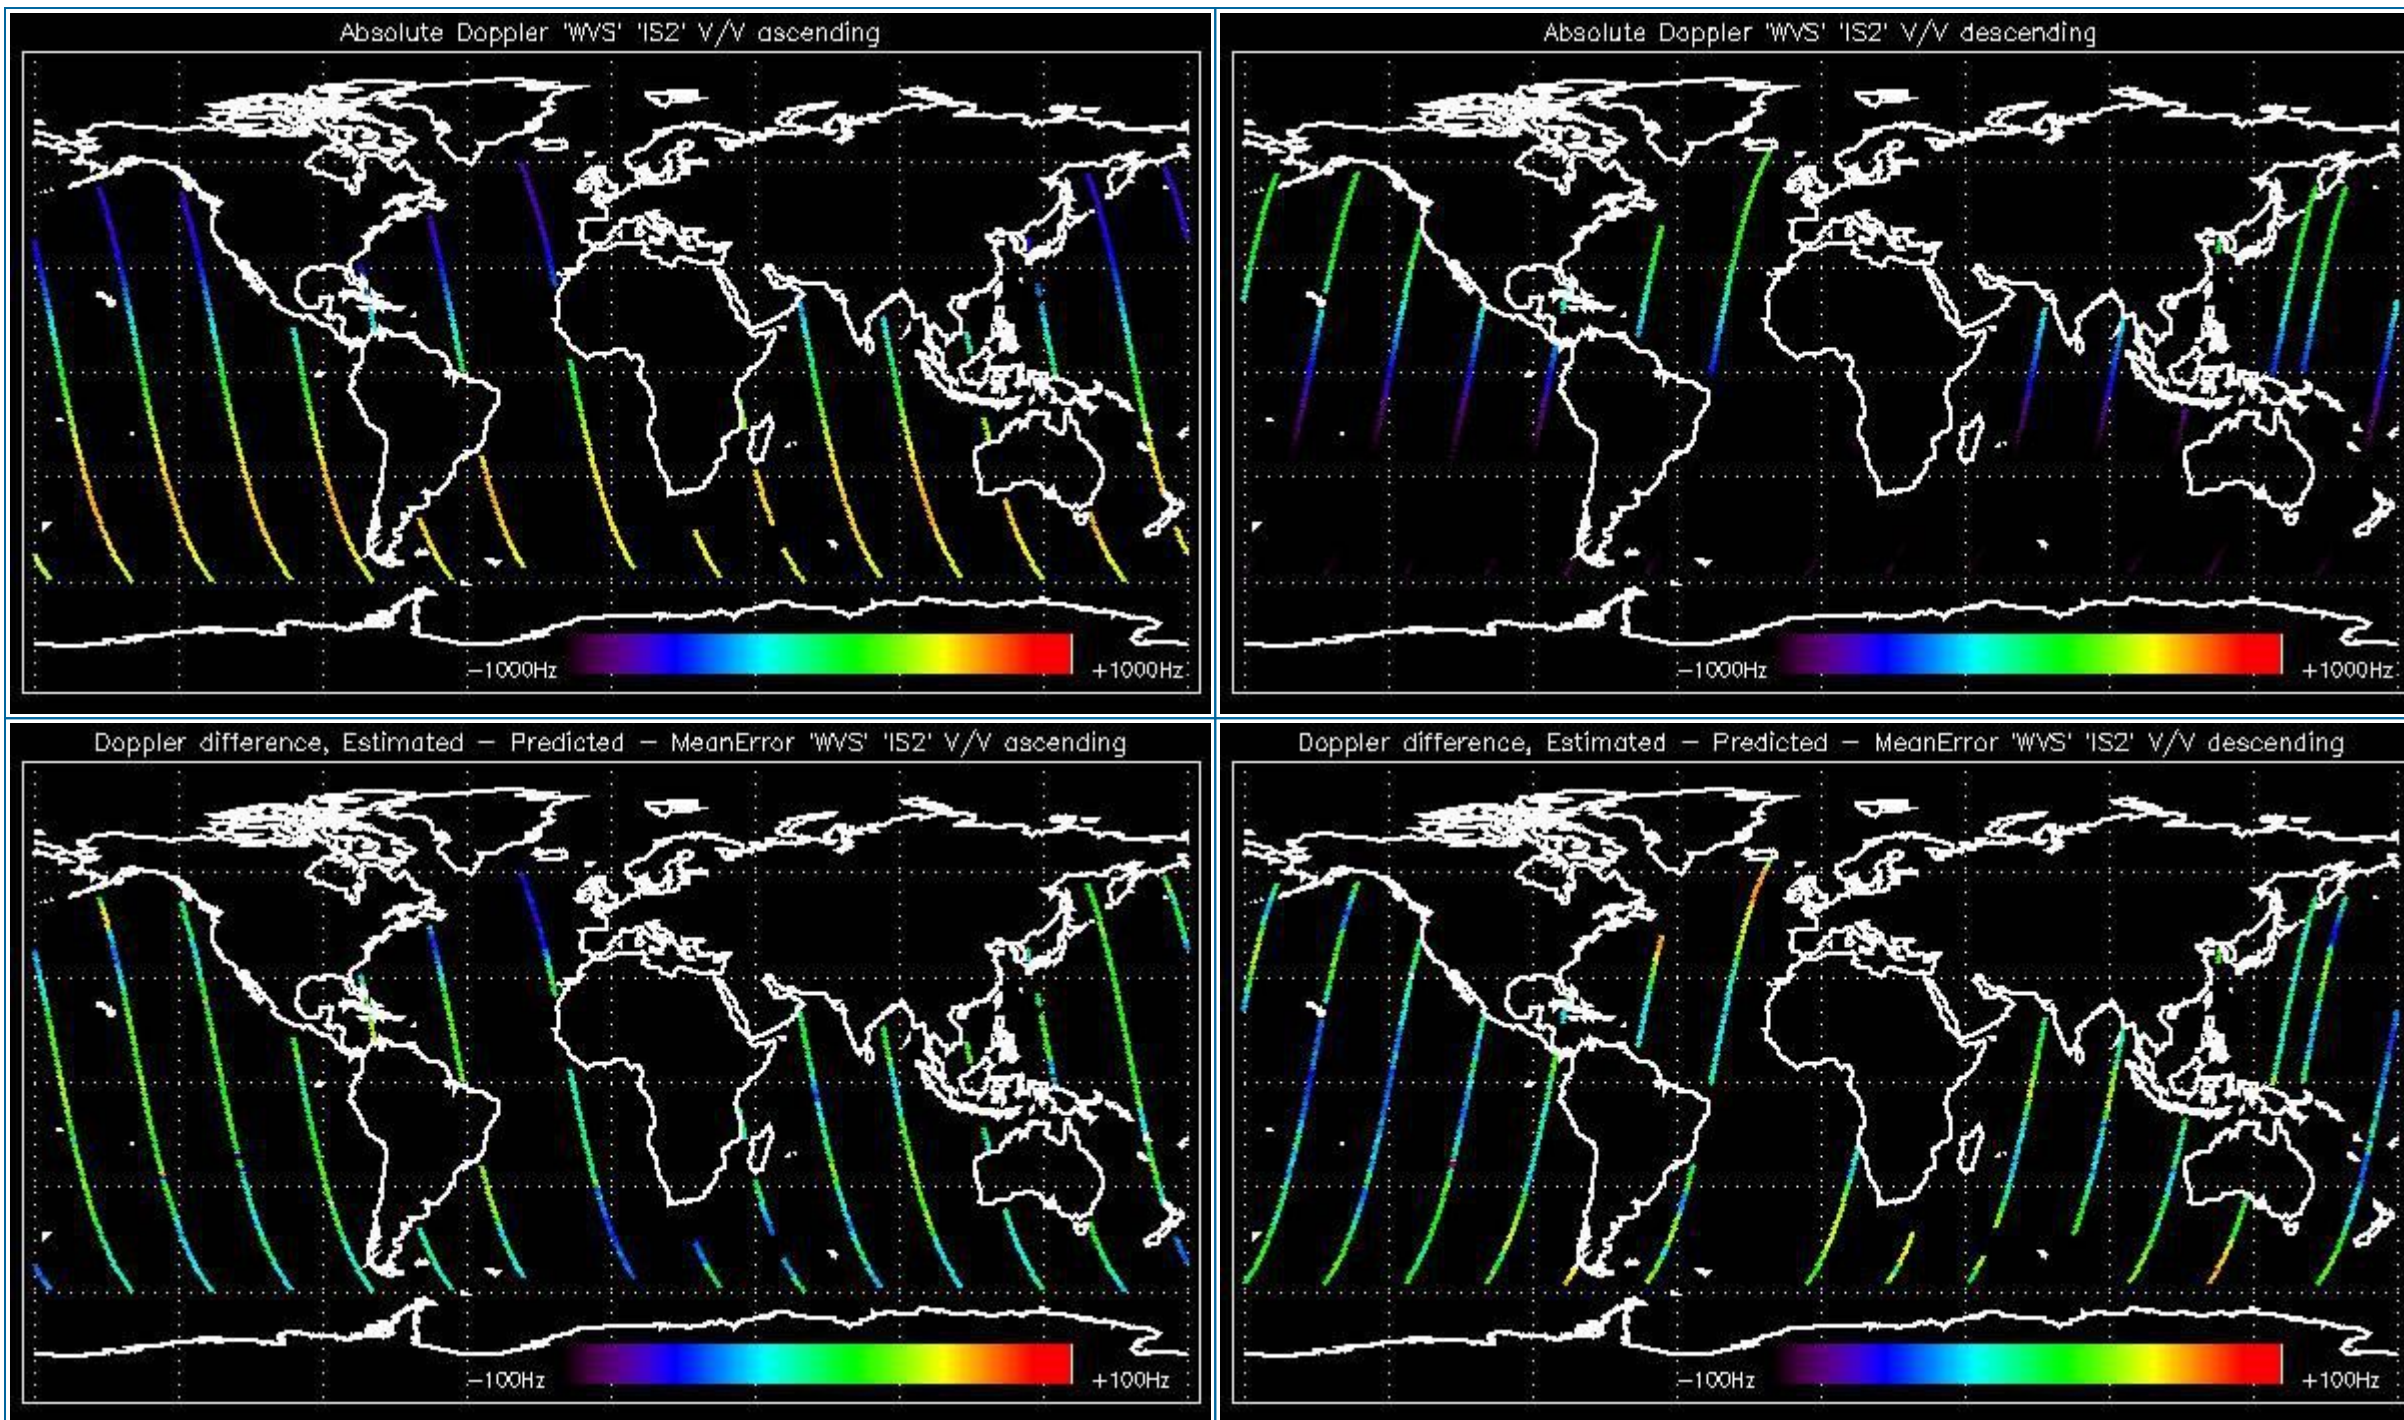 Absolute Doppler 'WVS' 'IS2' V/V ascending
-1000Hz
+1000Hz
Absolute Doppler 'WVS' 'IS2' V/V descending
-1000Hz
+1000Hz
Doppler difference, Estimated - Predicted - MeanError 'WVS' 'IS2' V/V ascending
-100Hz
+100Hz
Doppler difference, Estimated - Predicted - MeanError 'WVS' 'IS2' V/V descending
-100Hz
+100Hz